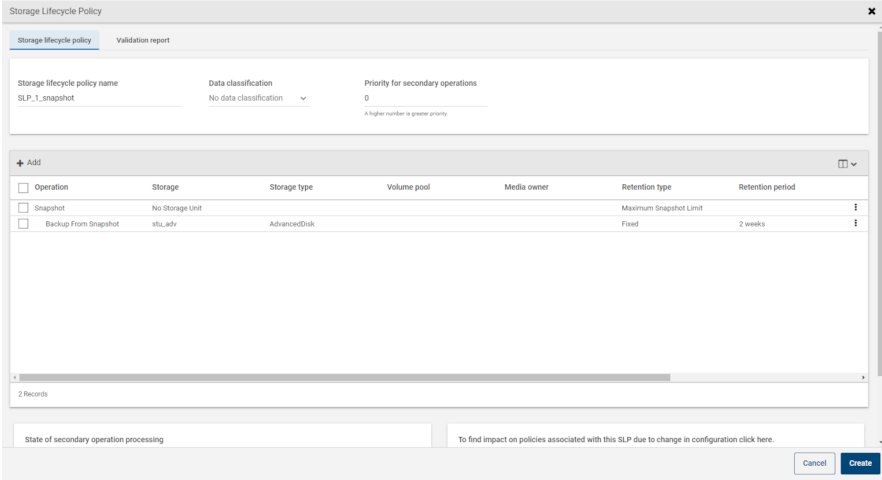 Storage Lifecycle Policy
Storage lifecycle policy Validation report
Storage lifecycle policy name Data classification Priority for secondary operations
SLP_1_snapshot No data classification 0
A higher number is greater priority.
Add
Operation Storage Storage type Volume pool Media owner Retention type Retention period
Snapshot No Storage Unit Maximum Snapshot Limit
Backup From Snapshot stu_adv AdvancedDisk Fixed 2 weeks
2 Records
State of secondary operation processing To find impact on policies associated with this SLP due to change in configuration click here.
Cancel Create